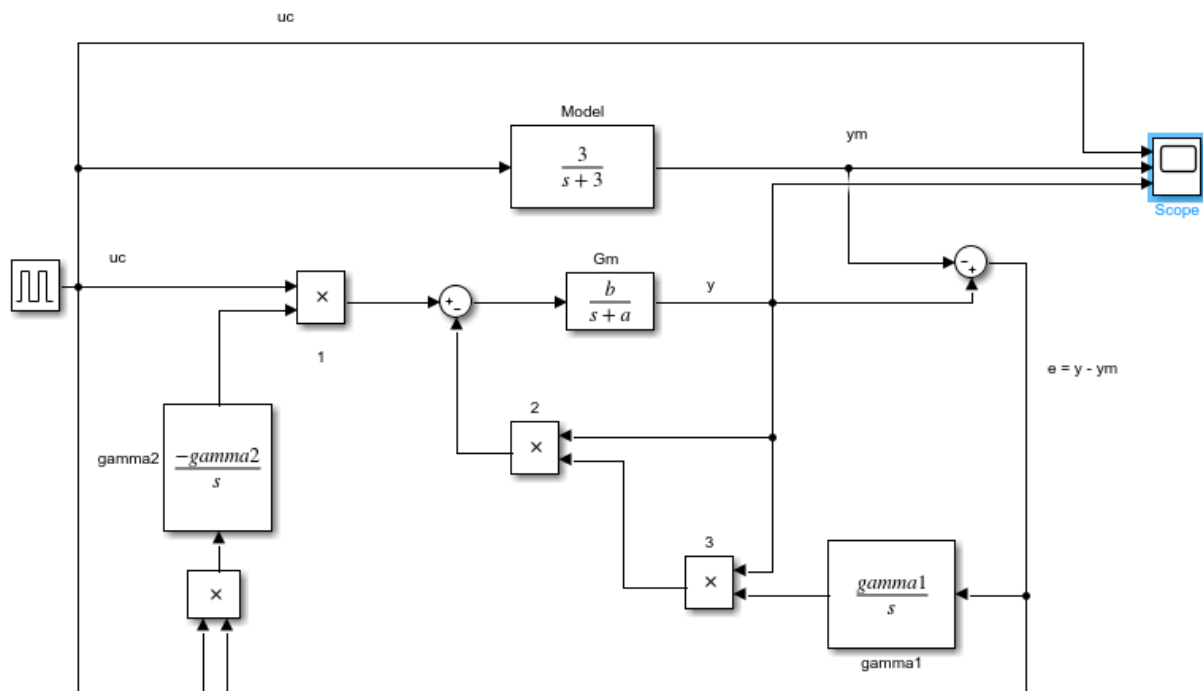 uc
Model
3
s + 3
ym
Scope
uc
×
1
+
-
Gm
b
s + a
y
-
+
e = y - ym
2
×
gamma2
-gamma2
s
3
×
gamma1
s
gamma1
×